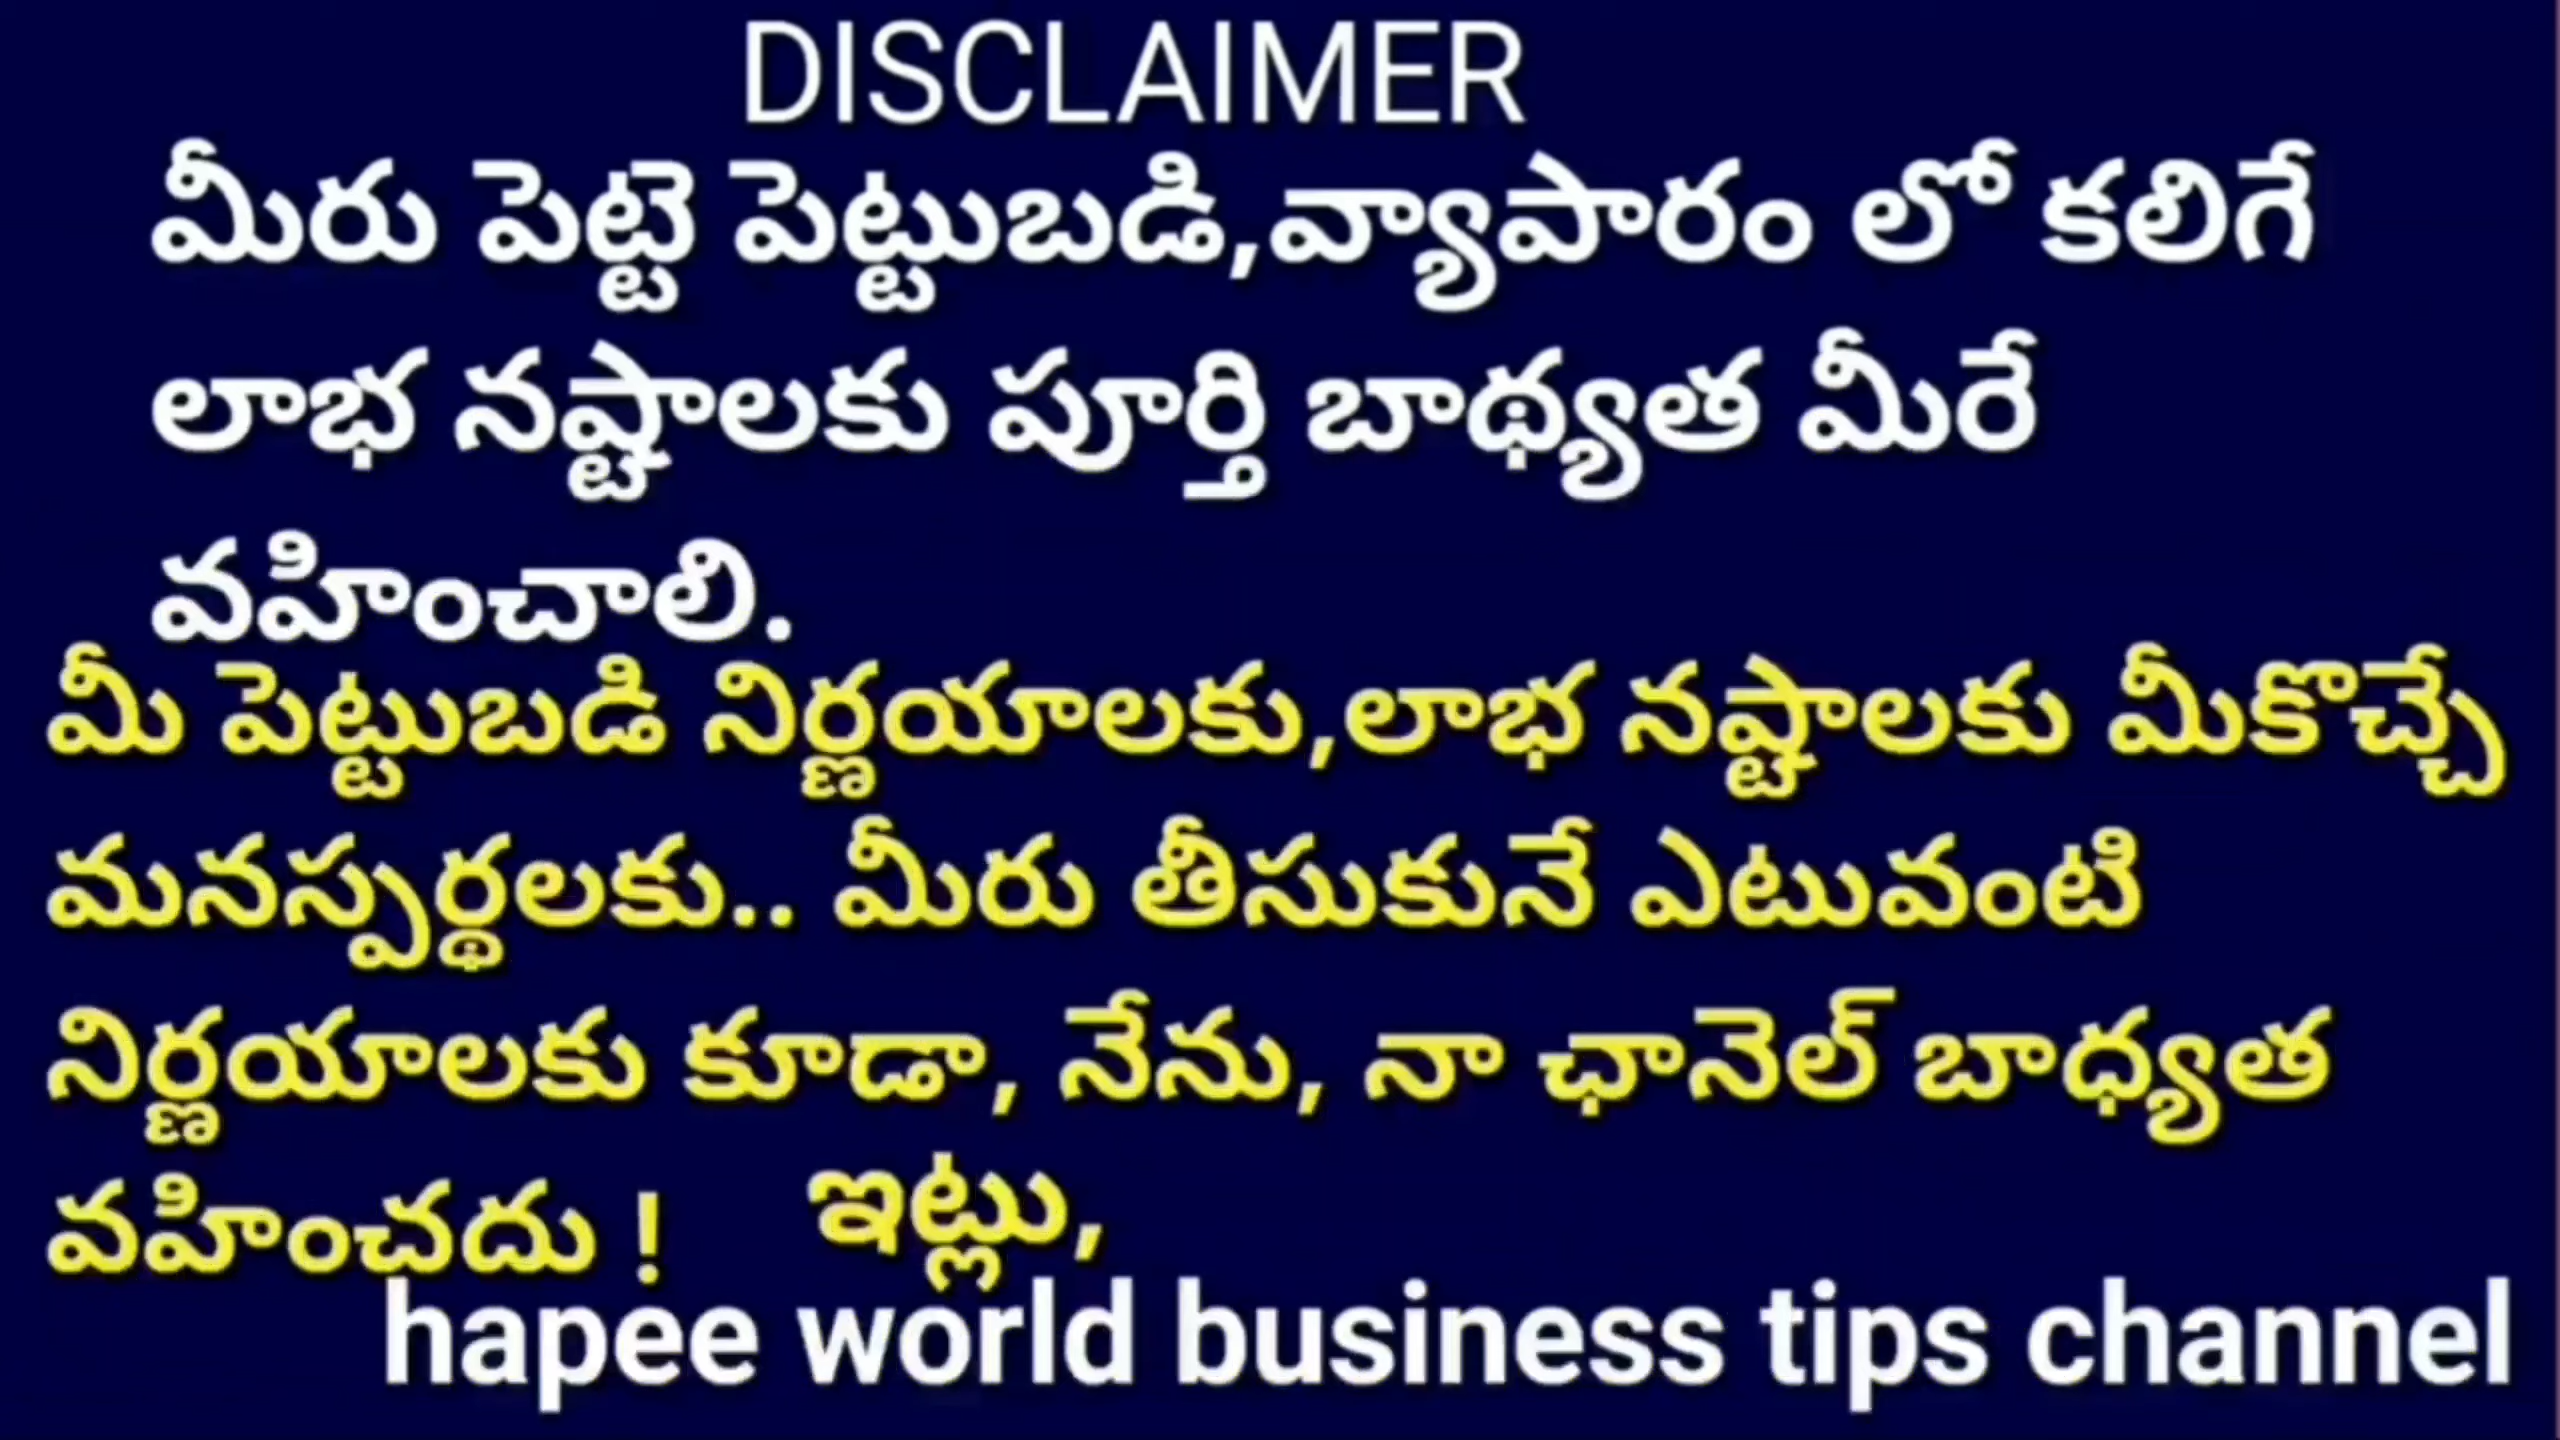 DISCLAIMER
మీరు పెట్టె పెట్టుబడి,వ్యాపారం లో కలిగే
లాభ నష్టాలకు పూర్తి బాథ్యత మీరే
వహించాలి.
మీ పెట్టుబడి నిర్ణయాలకు,లాభ నష్టాలకు మీకొచ్చే
మనస్పర్థలకు.. మీరు తీసుకునే ఎటువంటి
నిర్ణయాలకు కూడా, నేను, నా ఛానెల్ బాధ్యత
వహించదు ! ఇట్లు,
hapee world business tips channel